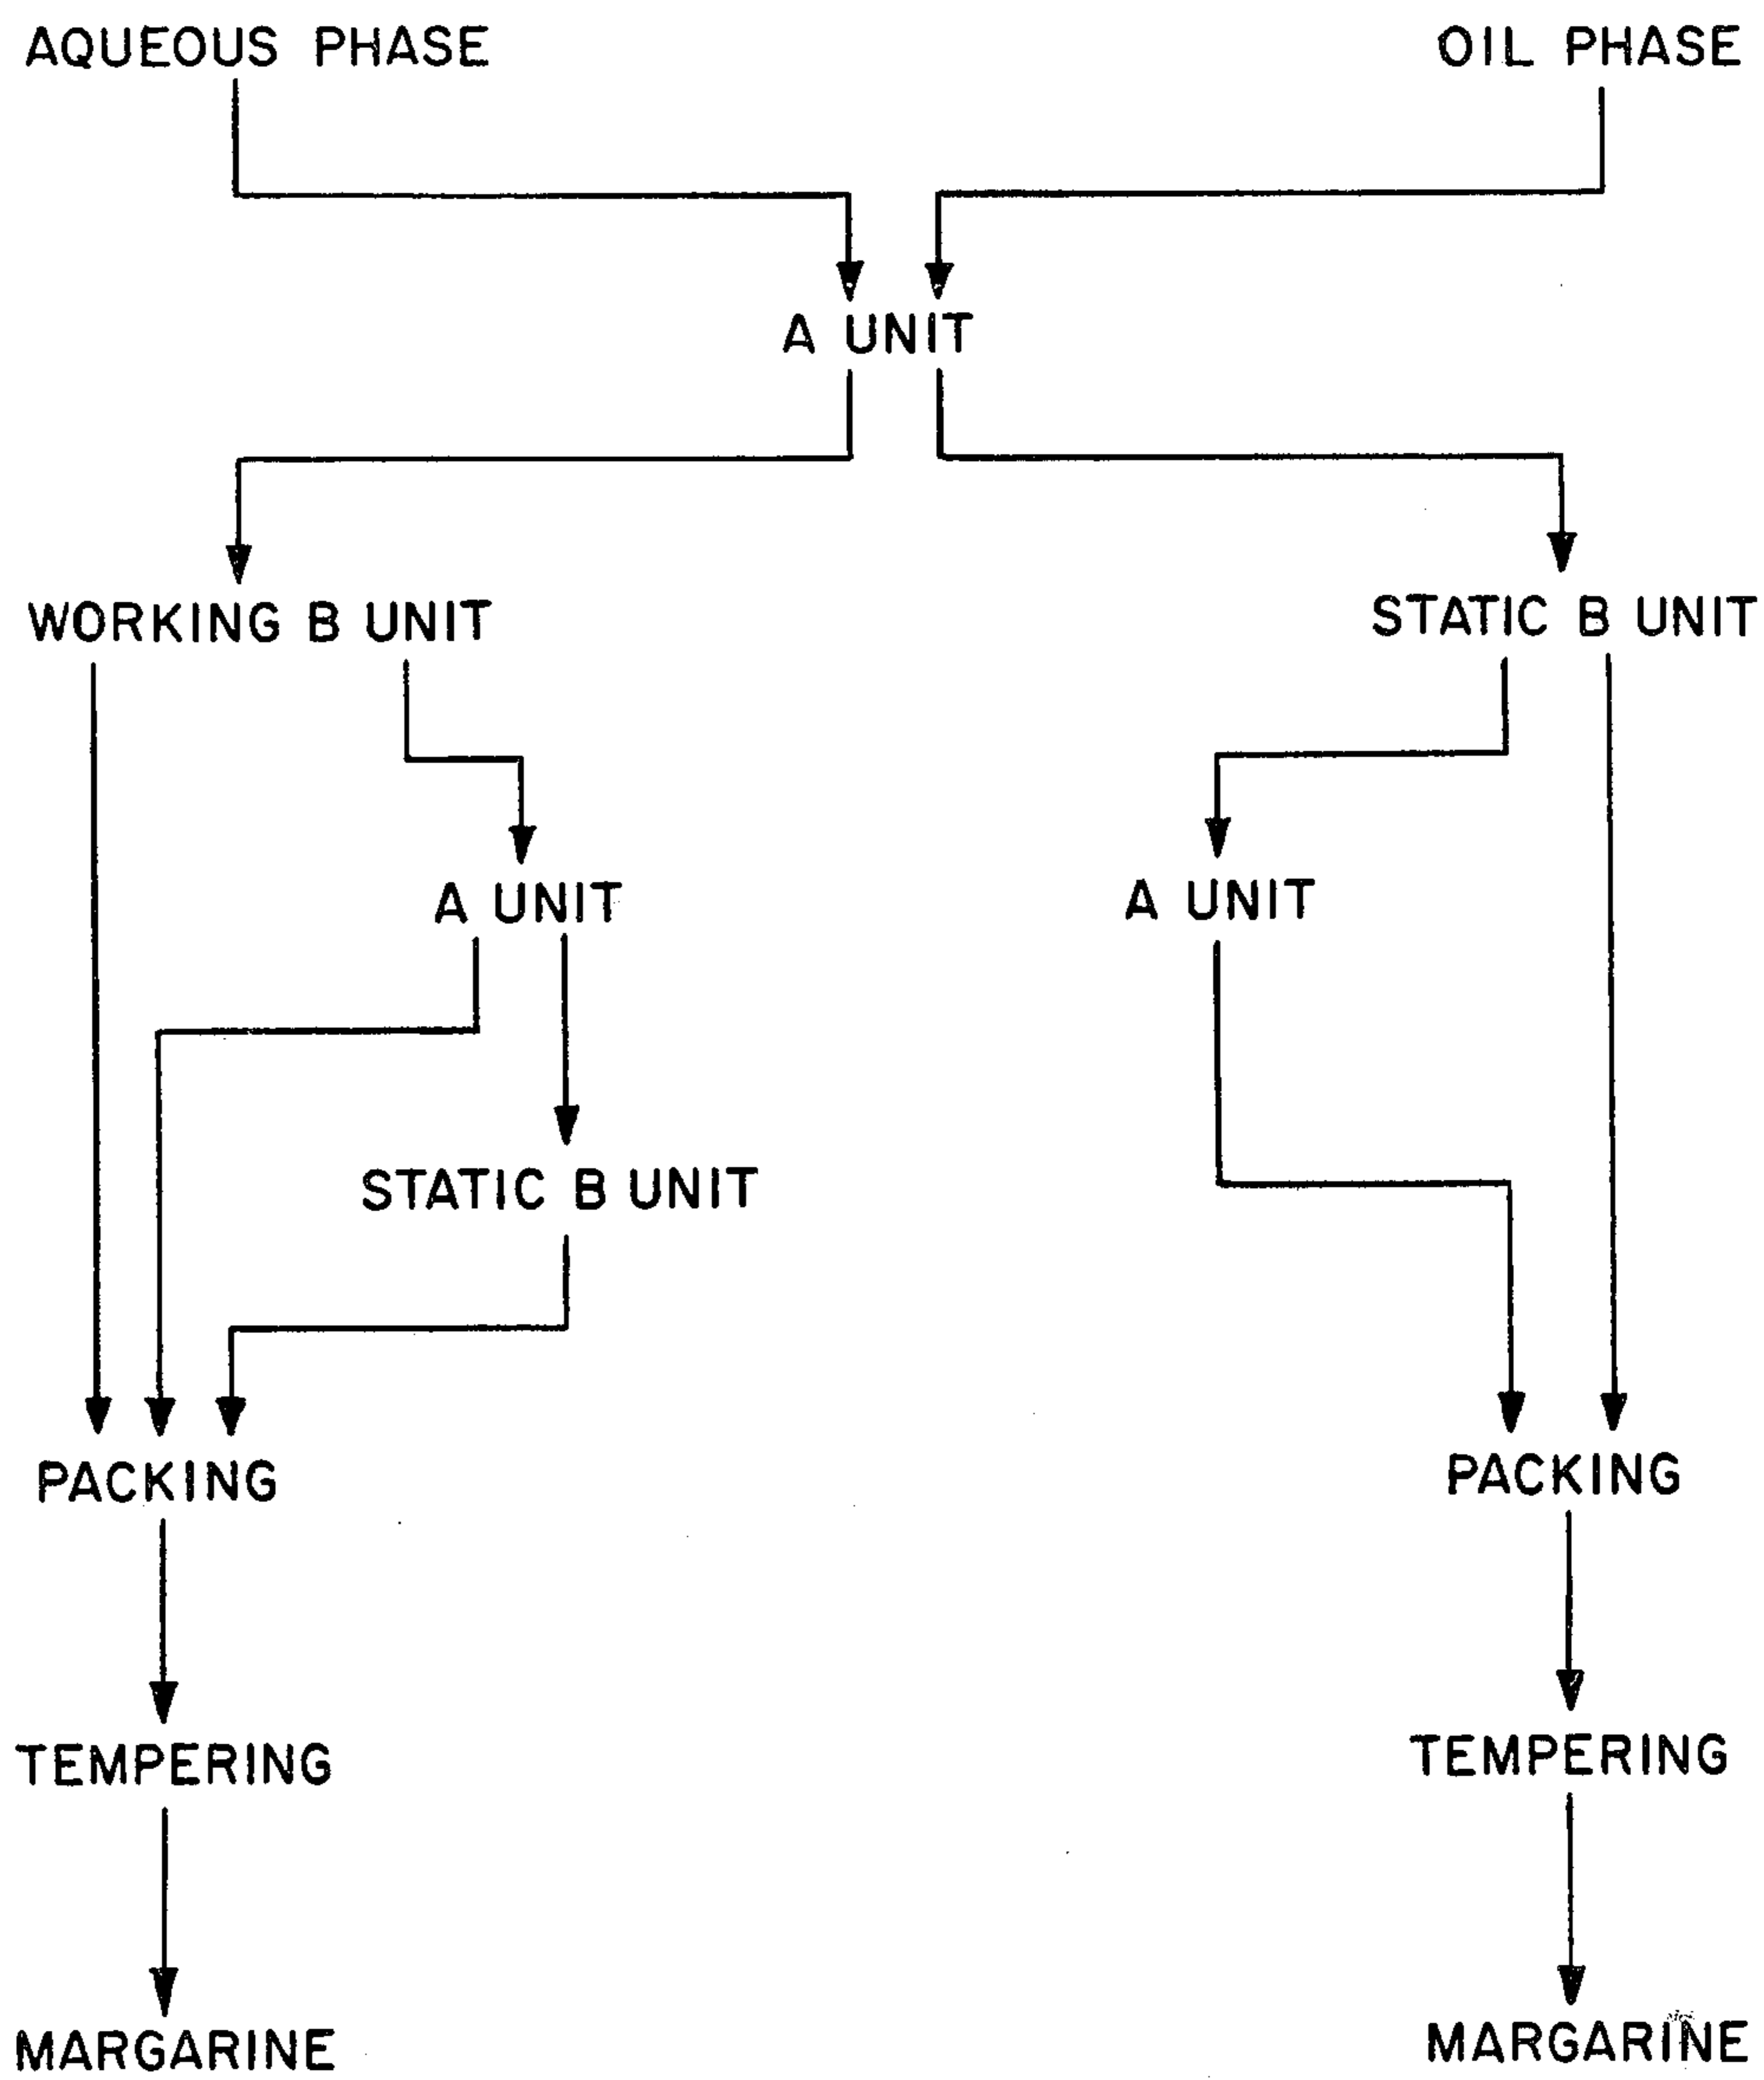 AQUEOUS PHASE
OIL PHASE
A UNIT
WORKING B UNIT
STATIC B UNIT
A UNIT
A UNIT
STATIC B UNIT
PACKING
PACKING
TEMPERING
TEMPERING
MARGARINE
MARGARINE